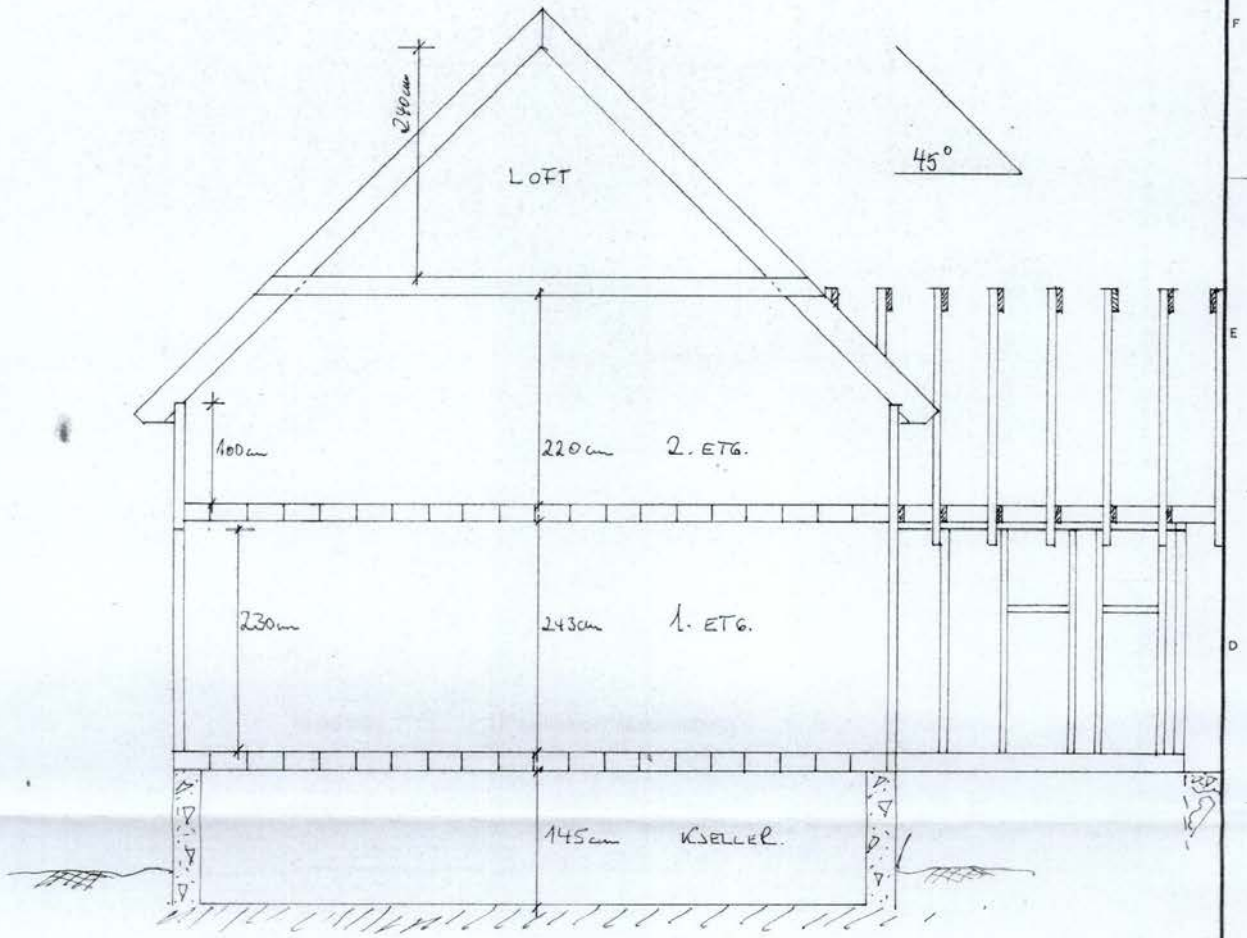 F
240cm
45°
LOFT
E
100cm
220cm 2. ETG.
230cm
243cm 1. ETG.
D
145cm KJELLER.